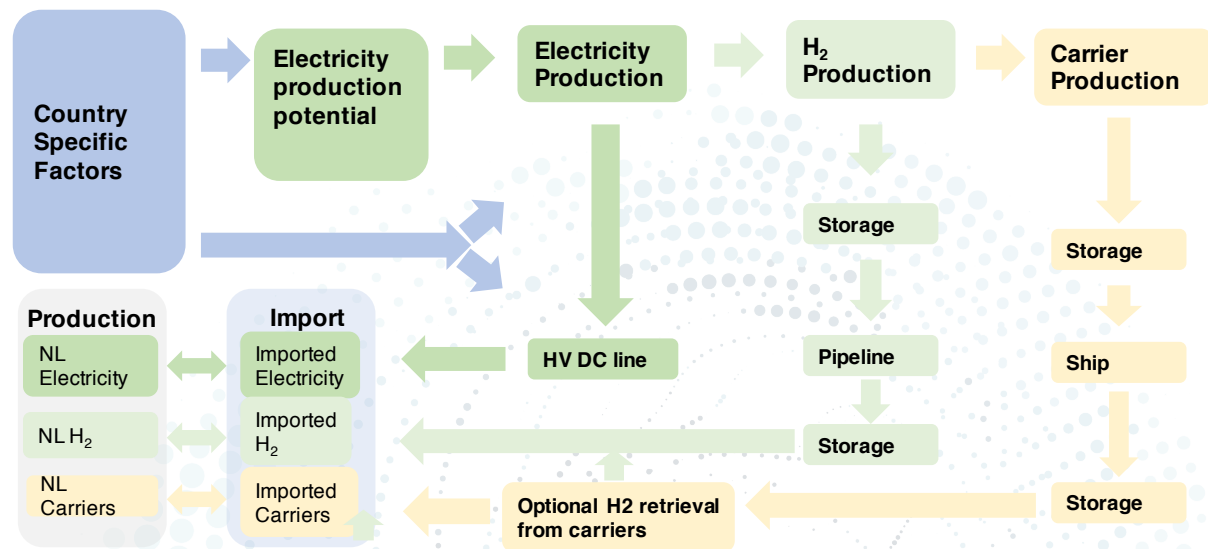 Country
Specific
Factors
Electricity
production
potential
Electricity
Production
H₂
Production
Carrier
Production
Storage
Storage
Production
Import
NL
Electricity
Imported
Electricity
HV DC line
Pipeline
Ship
NL H₂
Imported
H₂
Storage
NL
Carriers
Imported
Carriers
Optional H2 retrieval
from carriers
Storage